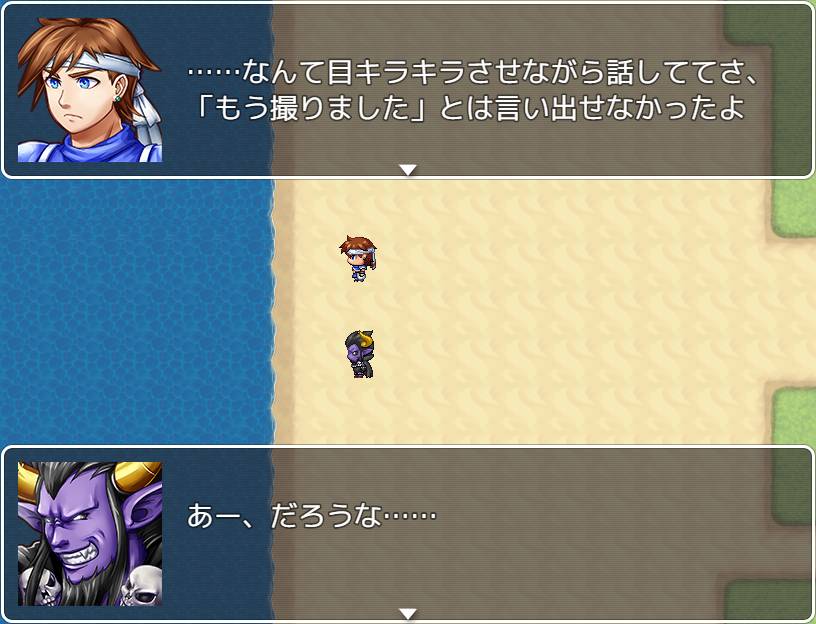 ……なんて目キラキラさせながら話しててさ、
「もう撮りました」とは言い出せなかったよ
あー、だろうな……